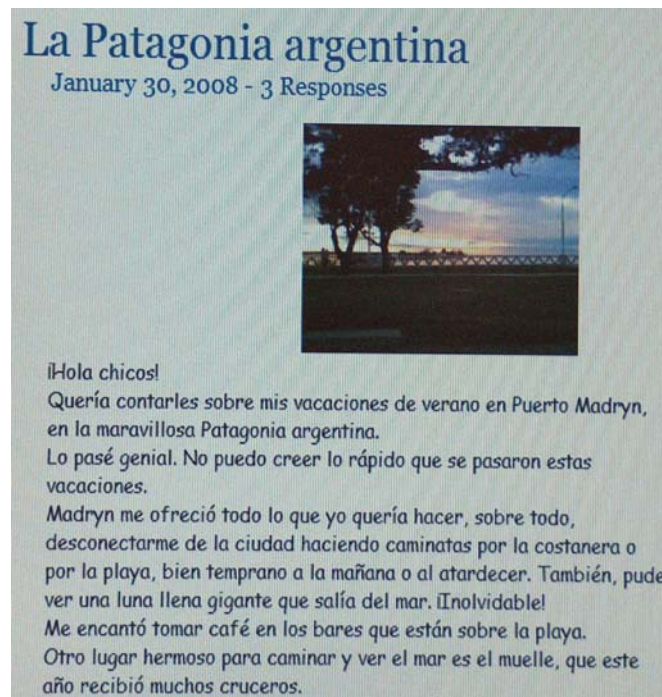 La Patagonia argentina
January 30, 2008 - 3 Responses
¡Hola chicos!
Quería contarles sobre mis vacaciones de verano en Puerto Madryn,
en la maravillosa Patagonia argentina.
Lo pasé genial. No puedo creer lo rápido que se pasaron estas
vacaciones.
Madryn me ofreció todo lo que yo quería hacer, sobre todo,
desconectarme de la ciudad haciendo caminatas por la costanera o
por la playa, bien temprano a la mañana o al atardecer. También, pude
ver una luna llena gigante que salía del mar. ¡Inolvidable!
Me encantó tomar café en los bares que están sobre la playa.
Otro lugar hermoso para caminar y ver el mar es el muelle, que este
año recibió muchos cruceros.